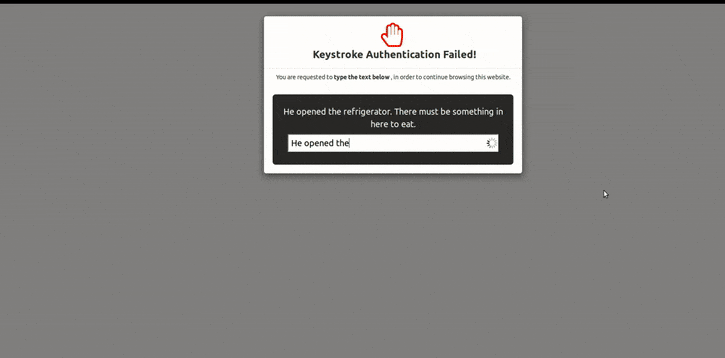 Keystroke Authentication Failed!
You are requested to type the text below , in order to continue browsing this website.
He opened the refrigerator. There must be something in
here to eat.
He opened the